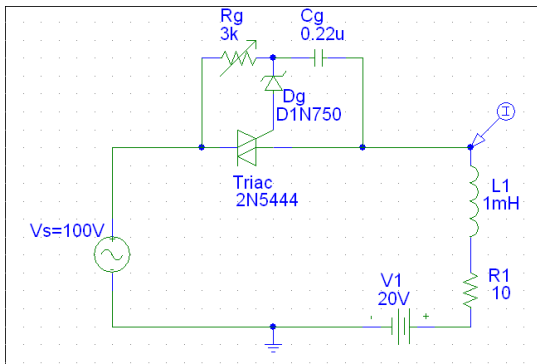 Rg
3k
Cg
0.22u
Dg
D1N750
I
Triac
2N5444
L1
1mH
Vs=100V
R1
10
V1
20V
- +